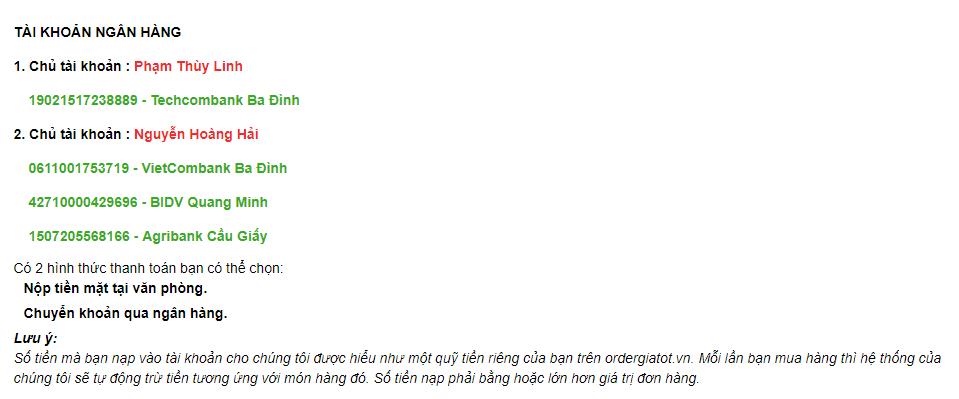 TÀI KHOẢN NGÂN HÀNG
1. Chủ tài khoản : Phạm Thùy Linh
19021517238889 - Techcombank Ba Đình
2. Chủ tài khoản : Nguyễn Hoàng Hải
0611001753719 - VietCombank Ba Đình
42710000429696 - BIDV Quang Minh
1507205568166 - Agribank Cầu Giấy
Có 2 hình thức thanh toán bạn có thể chọn:
Nộp tiền mặt tại văn phòng.
Chuyển khoản qua ngân hàng.
Lưu ý:
Số tiền mà bạn nạp vào tài khoản cho chúng tôi được hiểu như một quỹ tiền riêng của bạn trên ordergiatot.vn. Mỗi lần bạn mua hàng thì hệ thống của
chúng tôi sẽ tự động trừ tiền tương ứng với món hàng đó. Số tiền nạp phải bằng hoặc lớn hơn giá trị đơn hàng.